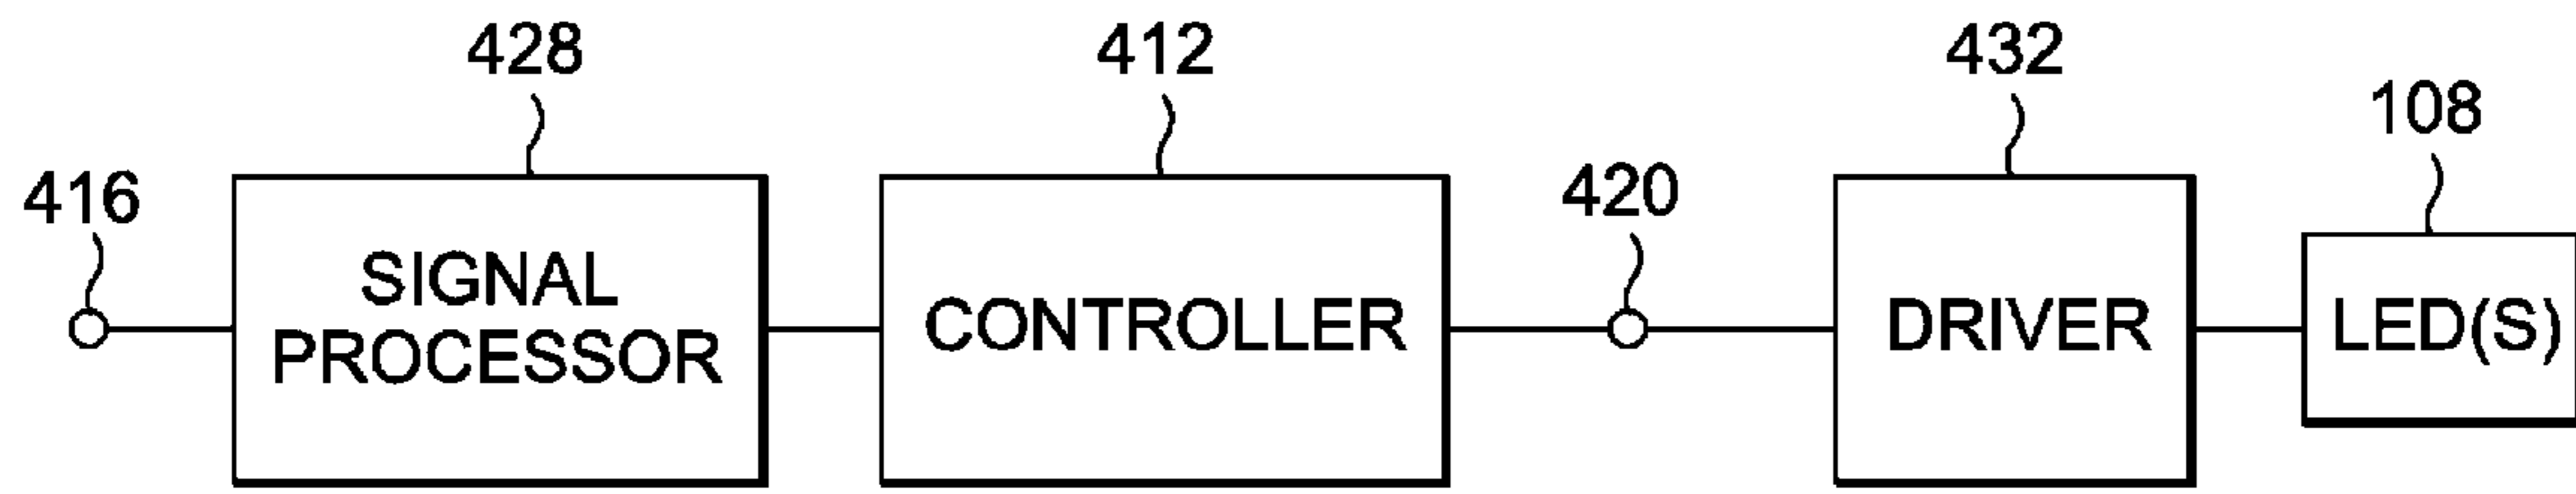 428
412
432
108
416
420
SIGNAL
PROCESSOR
CONTROLLER
DRIVER
LED(S)